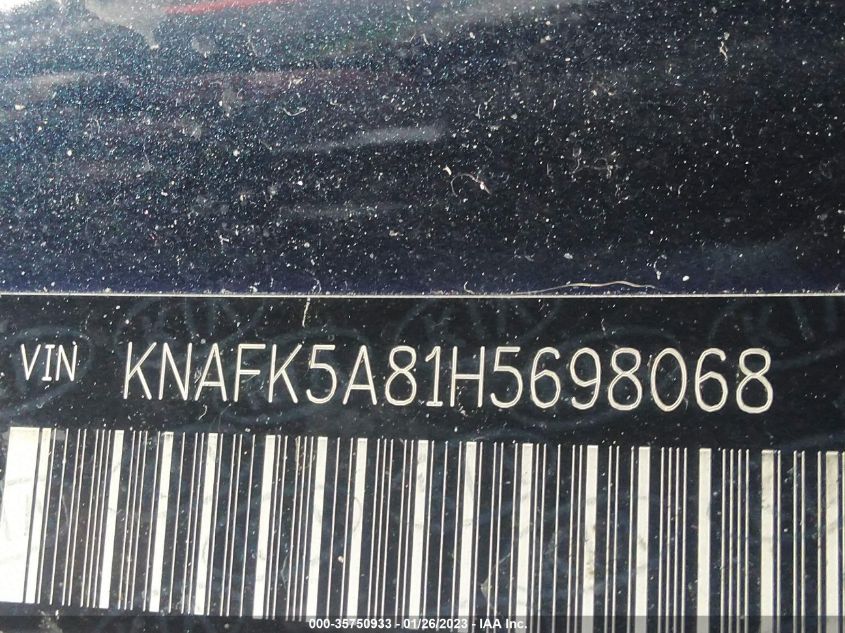 VIN KNAFK5A81H5698068
000-35750933 - 01/26/2023 - IAA Inc.